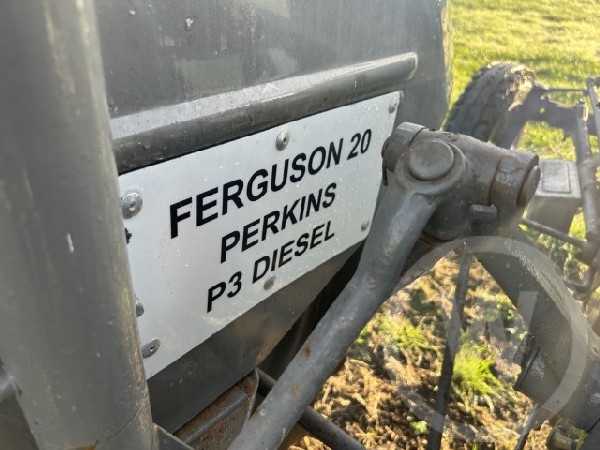 FERGUSON 20
PERKINS
P3 DIESEL
W